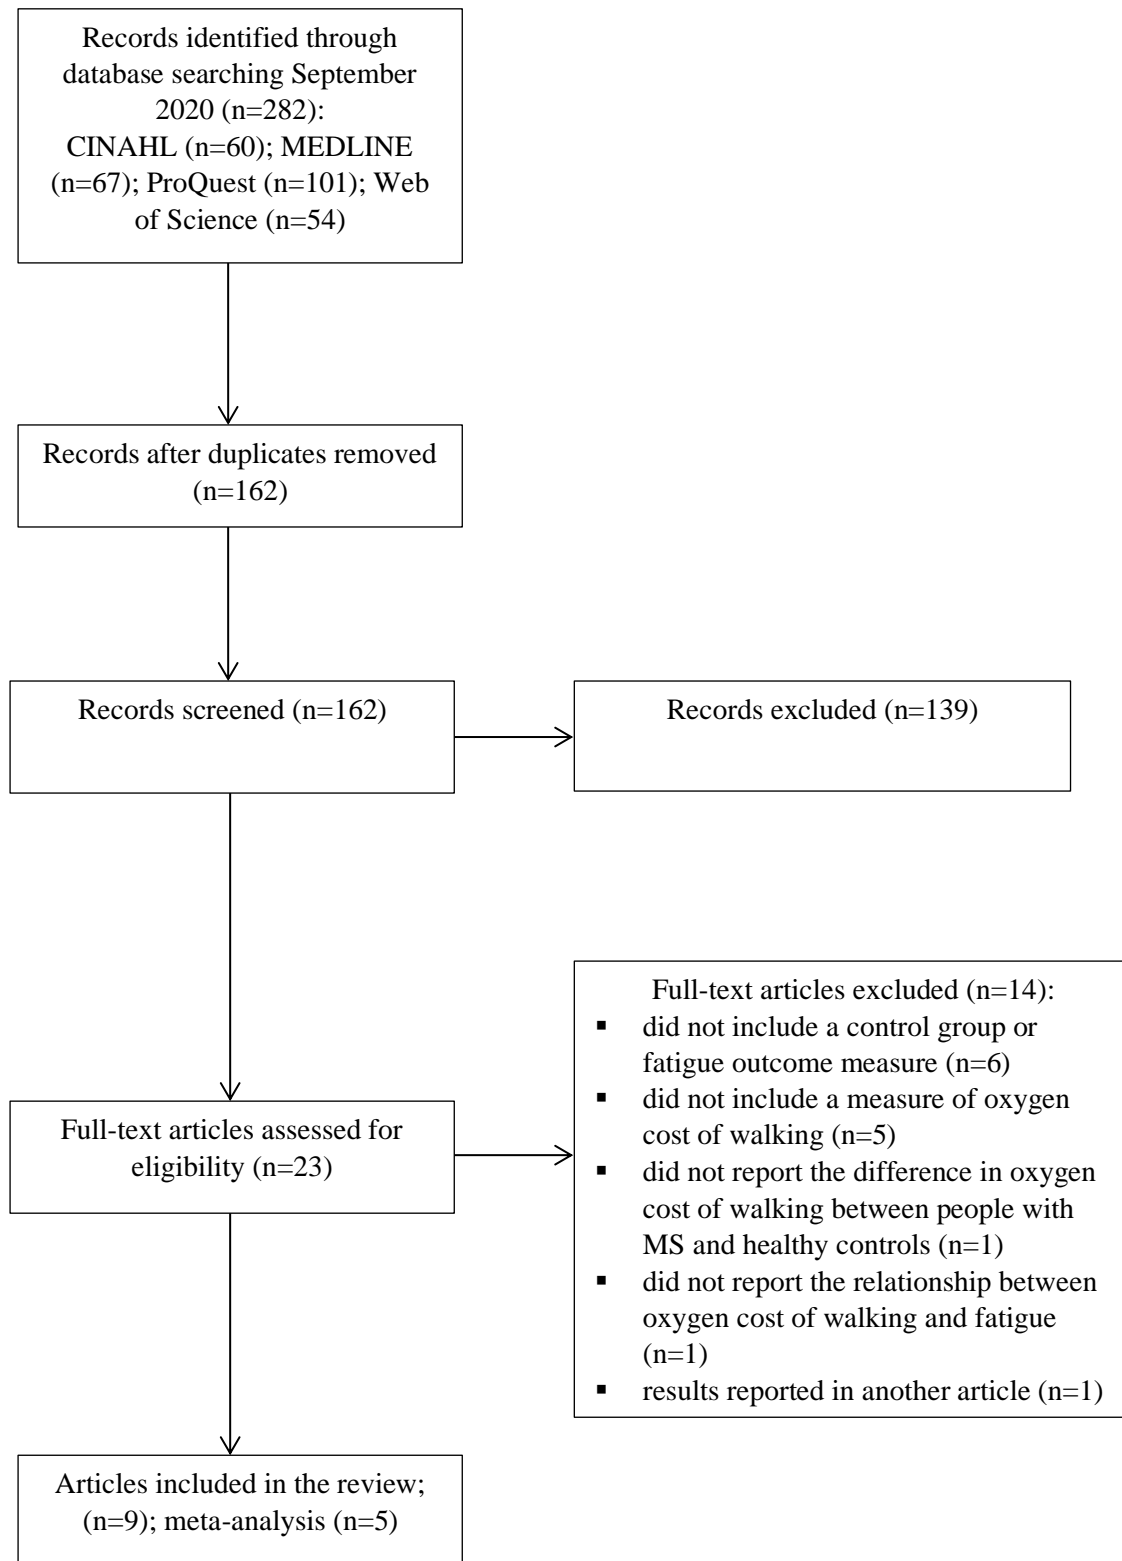 Records identified through
database searching September
2020 (n=282):
CINAHL (n=60); MEDLINE
(n=67); ProQuest (n=101); Web
of Science (n=54)
Records after duplicates removed
(n=162)
Records screened (n=162)
Records excluded (n=139)
Full-text articles assessed for
eligibility (n=23)
Full-text articles excluded (n=14):
▪ did not include a control group or
fatigue outcome measure (n=6)
▪ did not include a measure of oxygen
cost of walking (n=5)
▪ did not report the difference in oxygen
cost of walking between people with
MS and healthy controls (n=1)
▪ did not report the relationship between
oxygen cost of walking and fatigue
(n=1)
▪ results reported in another article (n=1)
Articles included in the review;
(n=9); meta-analysis (n=5)